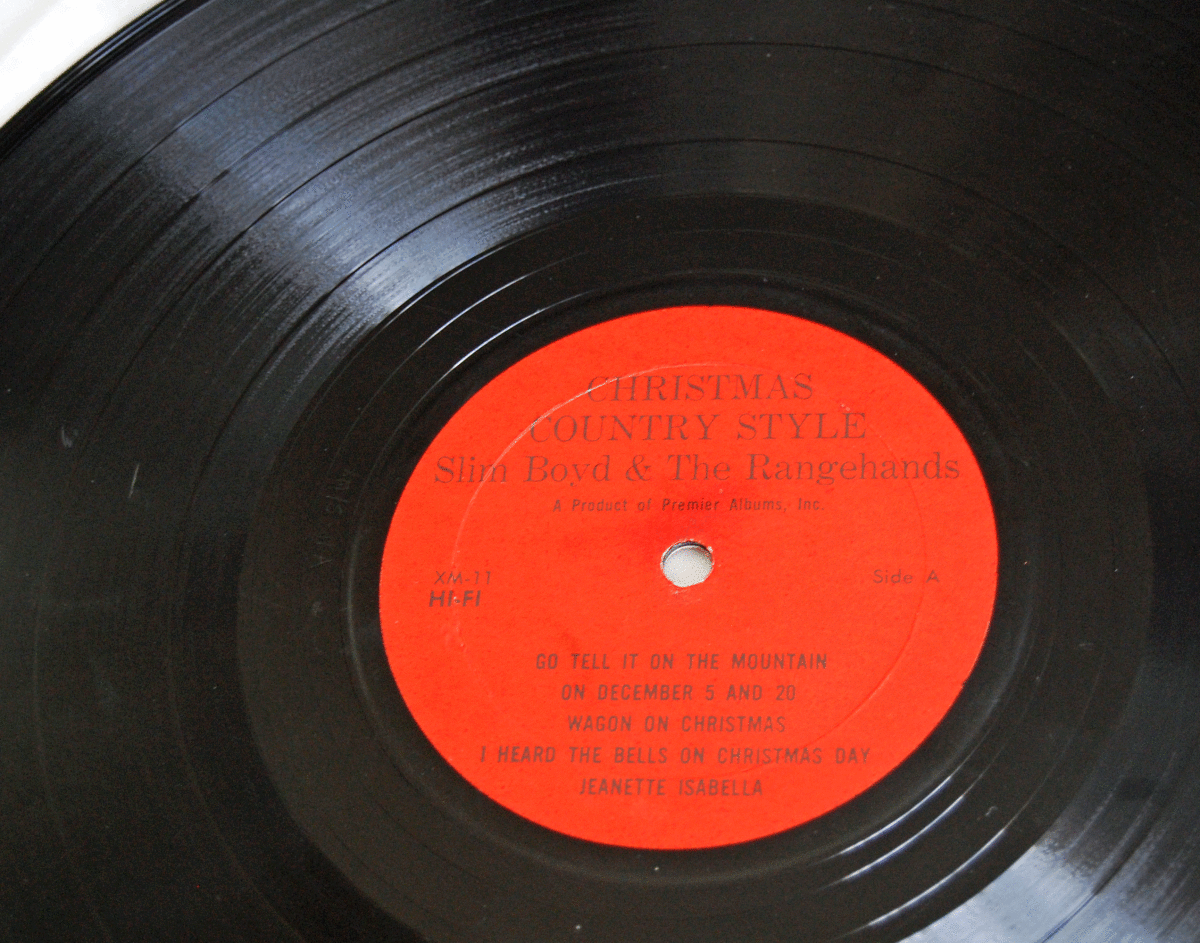 CHRISTMAS
COUNTRY STYLE
Slim Boyd & The Rangehands
A Product of Premier Albums, Inc.
XM-11
HI-FI
Side A
GO TELL IT ON THE MOUNTAIN
ON DECEMBER 5 AND 20
WAGON ON CHRISTMAS
I HEARD THE BELLS ON CHRISTMAS DAY
JEANETTE ISABELLA